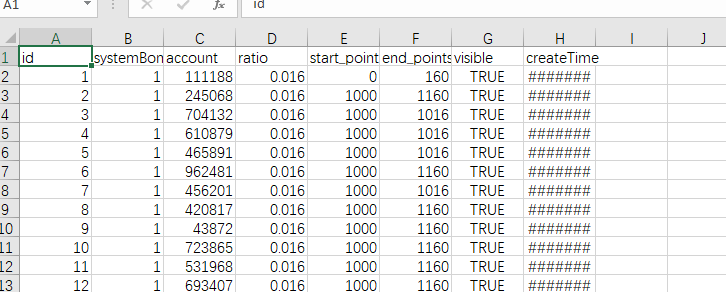 A1 fx id
A B C D E F G H I J
1 id systemBon account ratio start_point end_points visible createTime
2 1 1 111188 0.016 0 160 TRUE #######
3 2 1 245068 0.016 1000 1160 TRUE #######
4 3 1 704132 0.016 1000 1016 TRUE #######
5 4 1 610879 0.016 1000 1016 TRUE #######
6 5 1 465891 0.016 1000 1016 TRUE #######
7 6 1 962481 0.016 1000 1160 TRUE #######
8 7 1 456201 0.016 1000 1016 TRUE #######
9 8 1 420817 0.016 1000 1160 TRUE #######
10 9 1 43872 0.016 1000 1160 TRUE #######
11 10 1 723865 0.016 1000 1160 TRUE #######
12 11 1 531968 0.016 1000 1160 TRUE #######
13 12 1 693407 0.016 1000 1160 TRUE #######